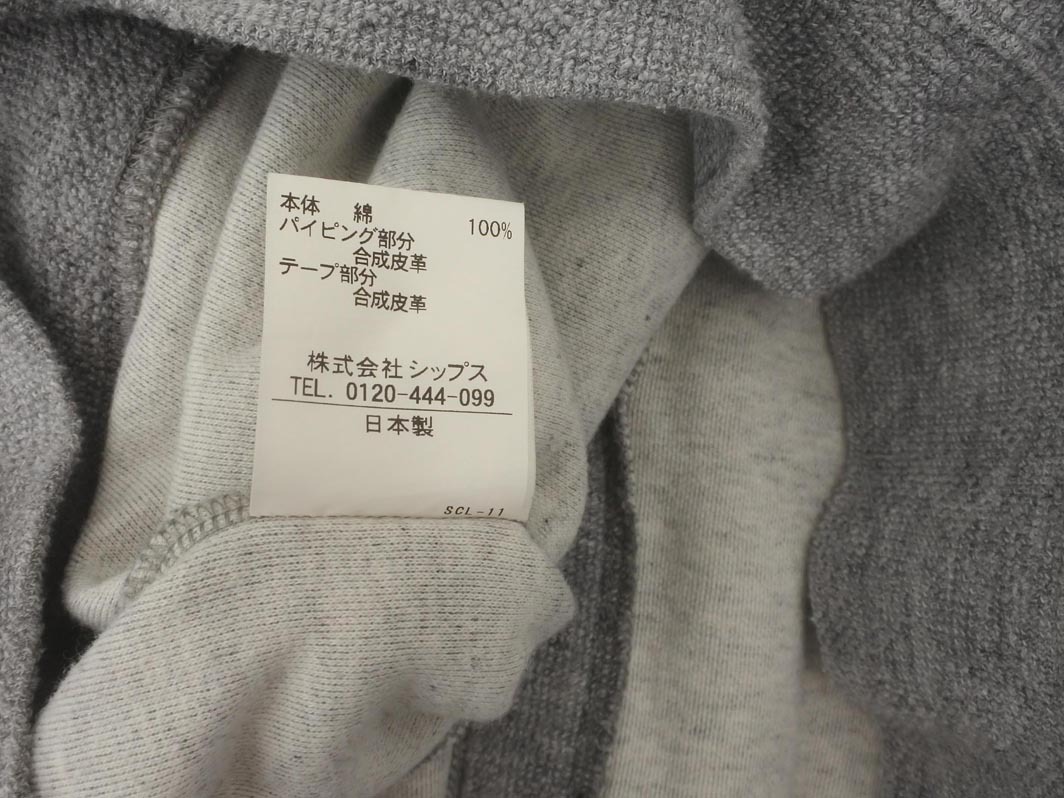 本体　綿　100%
パイピング部分
合成皮革
テープ部分
合成皮革
株式会社シップス
TEL. 0120-444-099
日本製
SCL-11